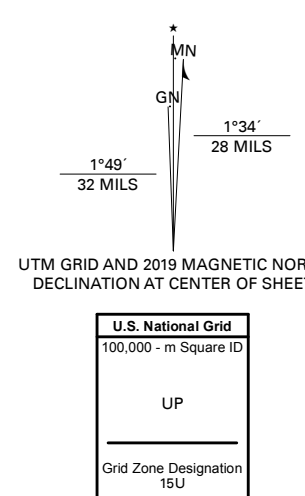 ★
MN
GN
1°34´
28 MILS
1°49´
32 MILS
UTM GRID AND 2019 MAGNETIC NOR
DECLINATION AT CENTER OF SHEET
U.S. National Grid
100,000 - m Square ID
UP
Grid Zone Designation
15U